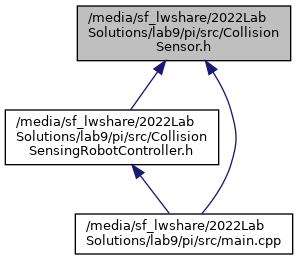 /media/sf_lwshare/2022Lab
Solutions/lab9/pi/src/Collision
Sensor.h
/media/sf_lwshare/2022Lab
Solutions/lab9/pi/src/Collision
SensingRobotController.h
/media/sf_lwshare/2022Lab
Solutions/lab9/pi/src/main.cpp